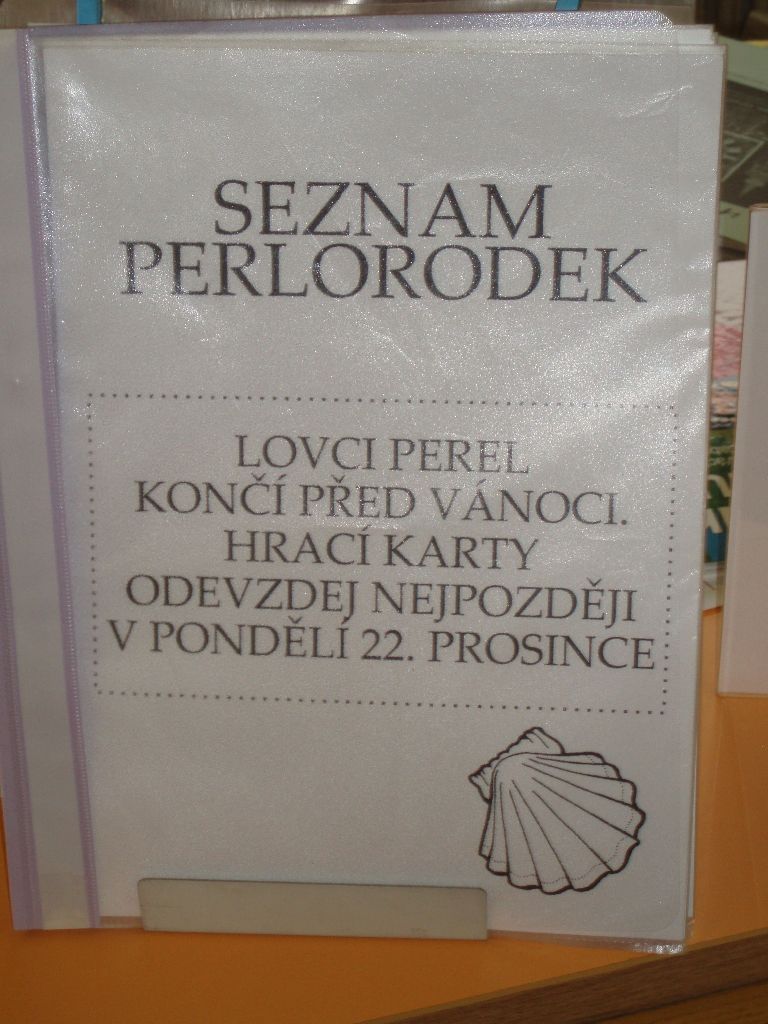 SEZNAM
PERLORODEK
LOVCI PEREL
KONČÍ PŘED VÁNOCI.
HRACÍ KARTY
ODEVZDEJ NEJPOZDĚJI
V PONDĚLÍ 22. PROSINCE